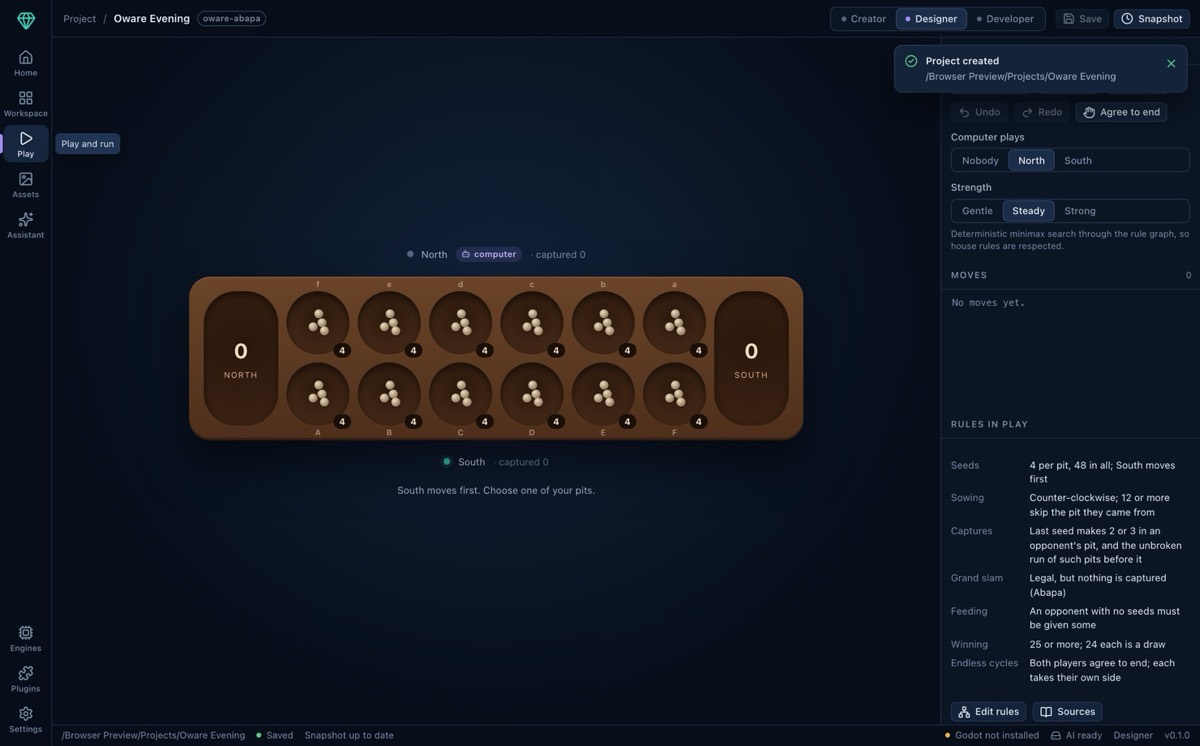 Project / Oware Evening oware-abapa
Creator Designer Developer Save Snapshot
Project created
/Browser Preview/Projects/Oware Evening
Home
Workspace
Play
Play and run
Assets
Assistant
Engines
Plugins
Settings
North computer · captured 0
f e d c b a
0
NORTH
4 4 4 4 4 4
0
SOUTH
4 4 4 4 4 4
A B C D E F
South · captured 0
South moves first. Choose one of your pits.
Undo Redo Agree to end
Computer plays
Nobody North South
Strength
Gentle Steady Strong
Deterministic minimax search through the rule graph, so
house rules are respected.
MOVES 0
No moves yet.
RULES IN PLAY
Seeds 4 per pit, 48 in all; South moves
first
Sowing Counter-clockwise; 12 or more
skip the pit they came from
Captures Last seed makes 2 or 3 in an
opponent's pit, and the unbroken
run of such pits before it
Grand slam Legal, but nothing is captured
(Abapa)
Feeding An opponent with no seeds must
be given some
Winning 25 or more; 24 each is a draw
Endless cycles Both players agree to end; each
takes their own side
Edit rules Sources
/Browser Preview/Projects/Oware Evening Saved Snapshot up to date
Godot not installed AI ready Designer v0.1.0